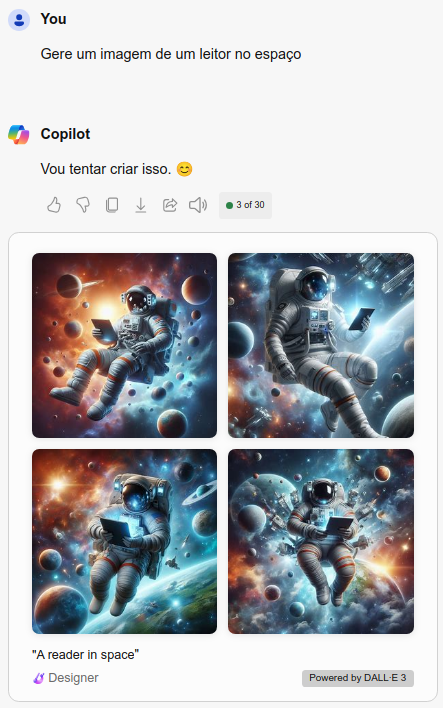 You
Gere um imagem de um leitor no espaço
Copilot
Vou tentar criar isso. 😊
3 of 30
"A reader in space"
Designer
Powered by DALL·E 3